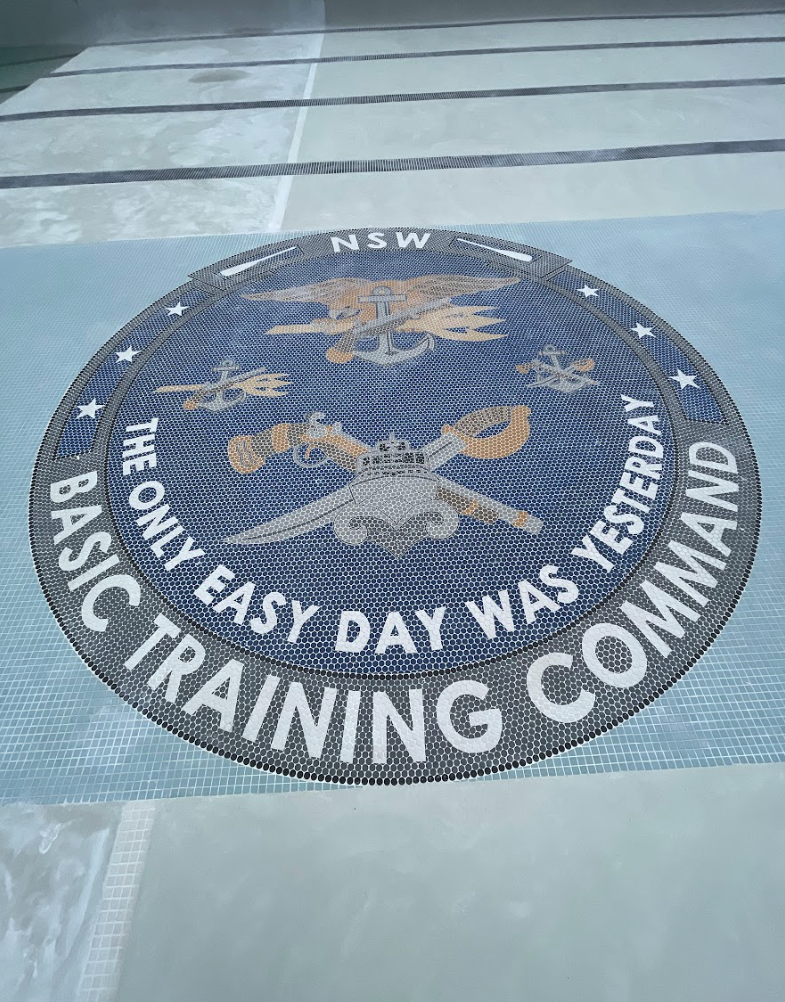 NSW
THE ONLY EASY DAY WAS YESTERDAY
BASIC TRAINING COMMAND